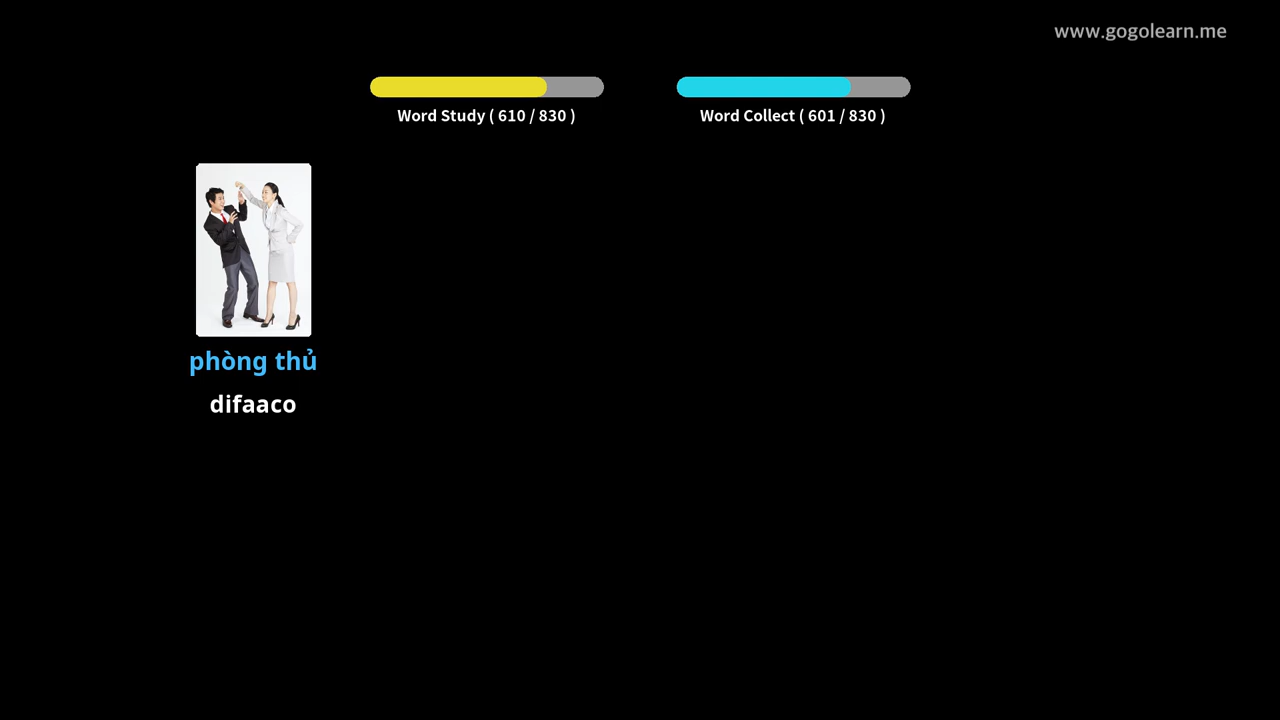 www.gogolearn.me
Word Study ( 610 / 830 )
Word Collect ( 601 / 830 )
phòng thủ
difaaco